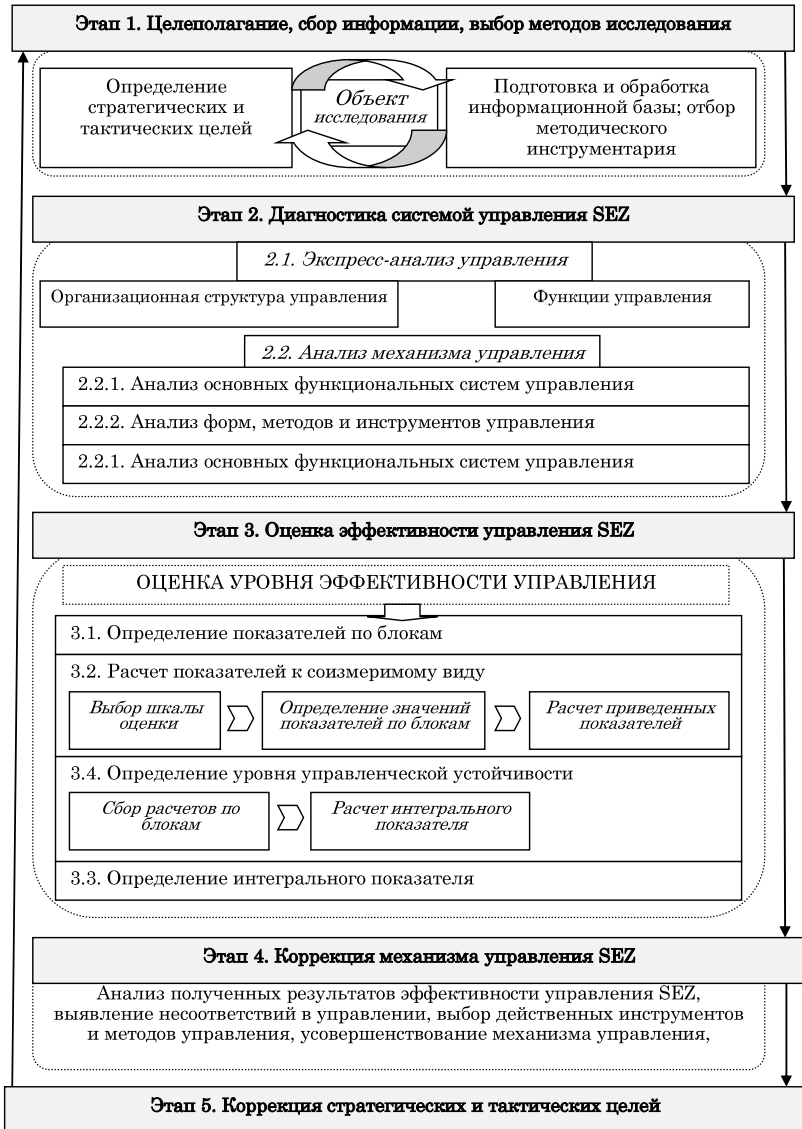 Этап 1. Целеполагание, сбор информации, выбор методов исследования
Определение
стратегических и
тактических целей
Объект
исследования
Подготовка и обработка
информационной базы; отбор
методического
инструментария
Этап 2. Диагностика системой управления SEZ
2.1. Экспресс-анализ управления
Организационная структура управления
Функции управления
2.2. Анализ механизма управления
2.2.1. Анализ основных функциональных систем управления
2.2.2. Анализ форм, методов и инструментов управления
2.2.1. Анализ основных функциональных систем управления
Этап 3. Оценка эффективности управления SEZ
ОЦЕНКА УРОВНЯ ЭФФЕКТИВНОСТИ УПРАВЛЕНИЯ
3.1. Определение показателей по блокам
3.2. Расчет показателей к соизмеримому виду
Выбор шкалы
оценки
Определение значений
показателей по блокам
Расчет приведенных
показателей
3.4. Определение уровня управленческой устойчивости
Сбор расчетов по
блокам
Расчет интегрального
показателя
3.3. Определение интегрального показателя
Этап 4. Коррекция механизма управления SEZ
Анализ полученных результатов эффективности управления SEZ,
выявление несоответствий в управлении, выбор действенных инструментов
и методов управления, усовершенствование механизма управления,
Этап 5. Коррекция стратегических и тактических целей